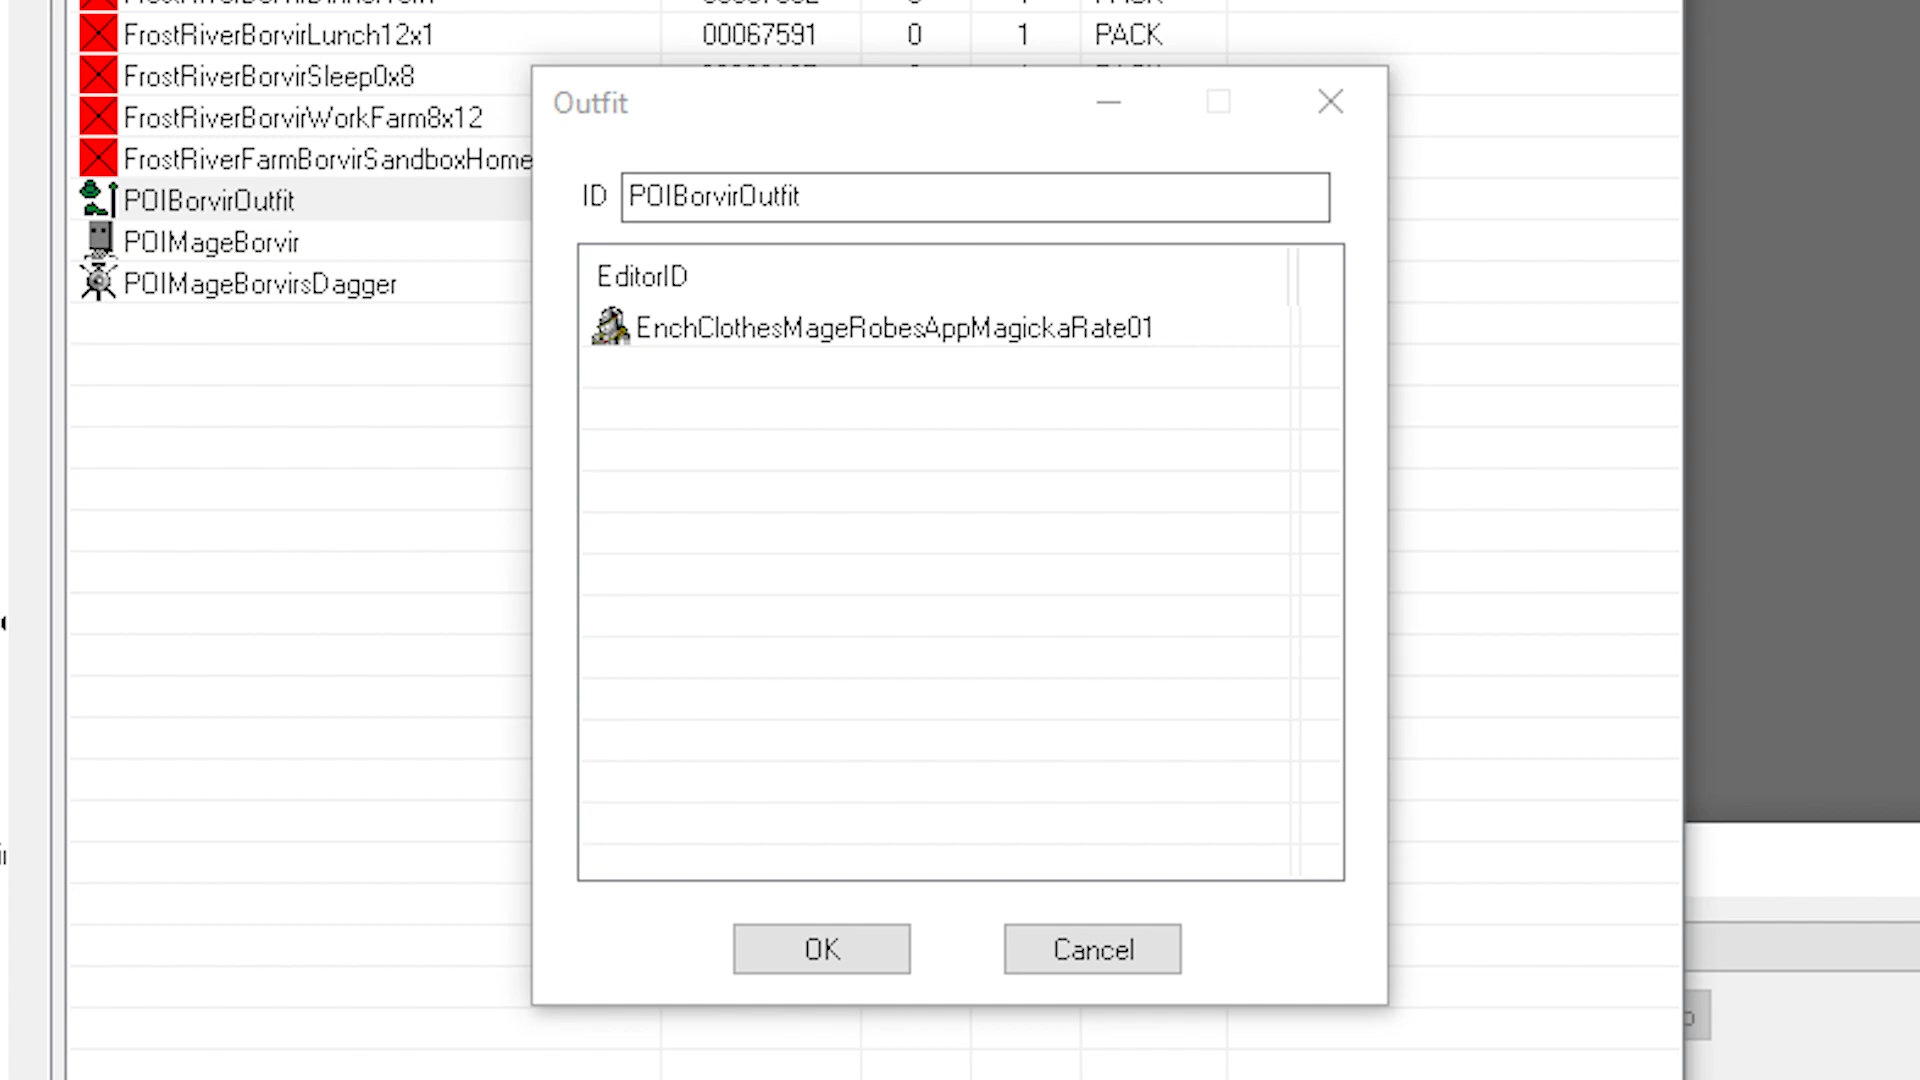 FrostRiverBorvirLunch12x1 00067591 0 1 PACK
FrostRiverBorvirSleep0x8
FrostRiverBorvirWorkFarm8x12
FrostRiverFarmBorvirSandboxHome
POIBorvirOutfit
POIMageBorvir
POIMageBorvirsDagger
Outfit
ID POIBorvirOutfit
EditorID
EnchClothesMageRobesAppMagickaRate01
OK Cancel